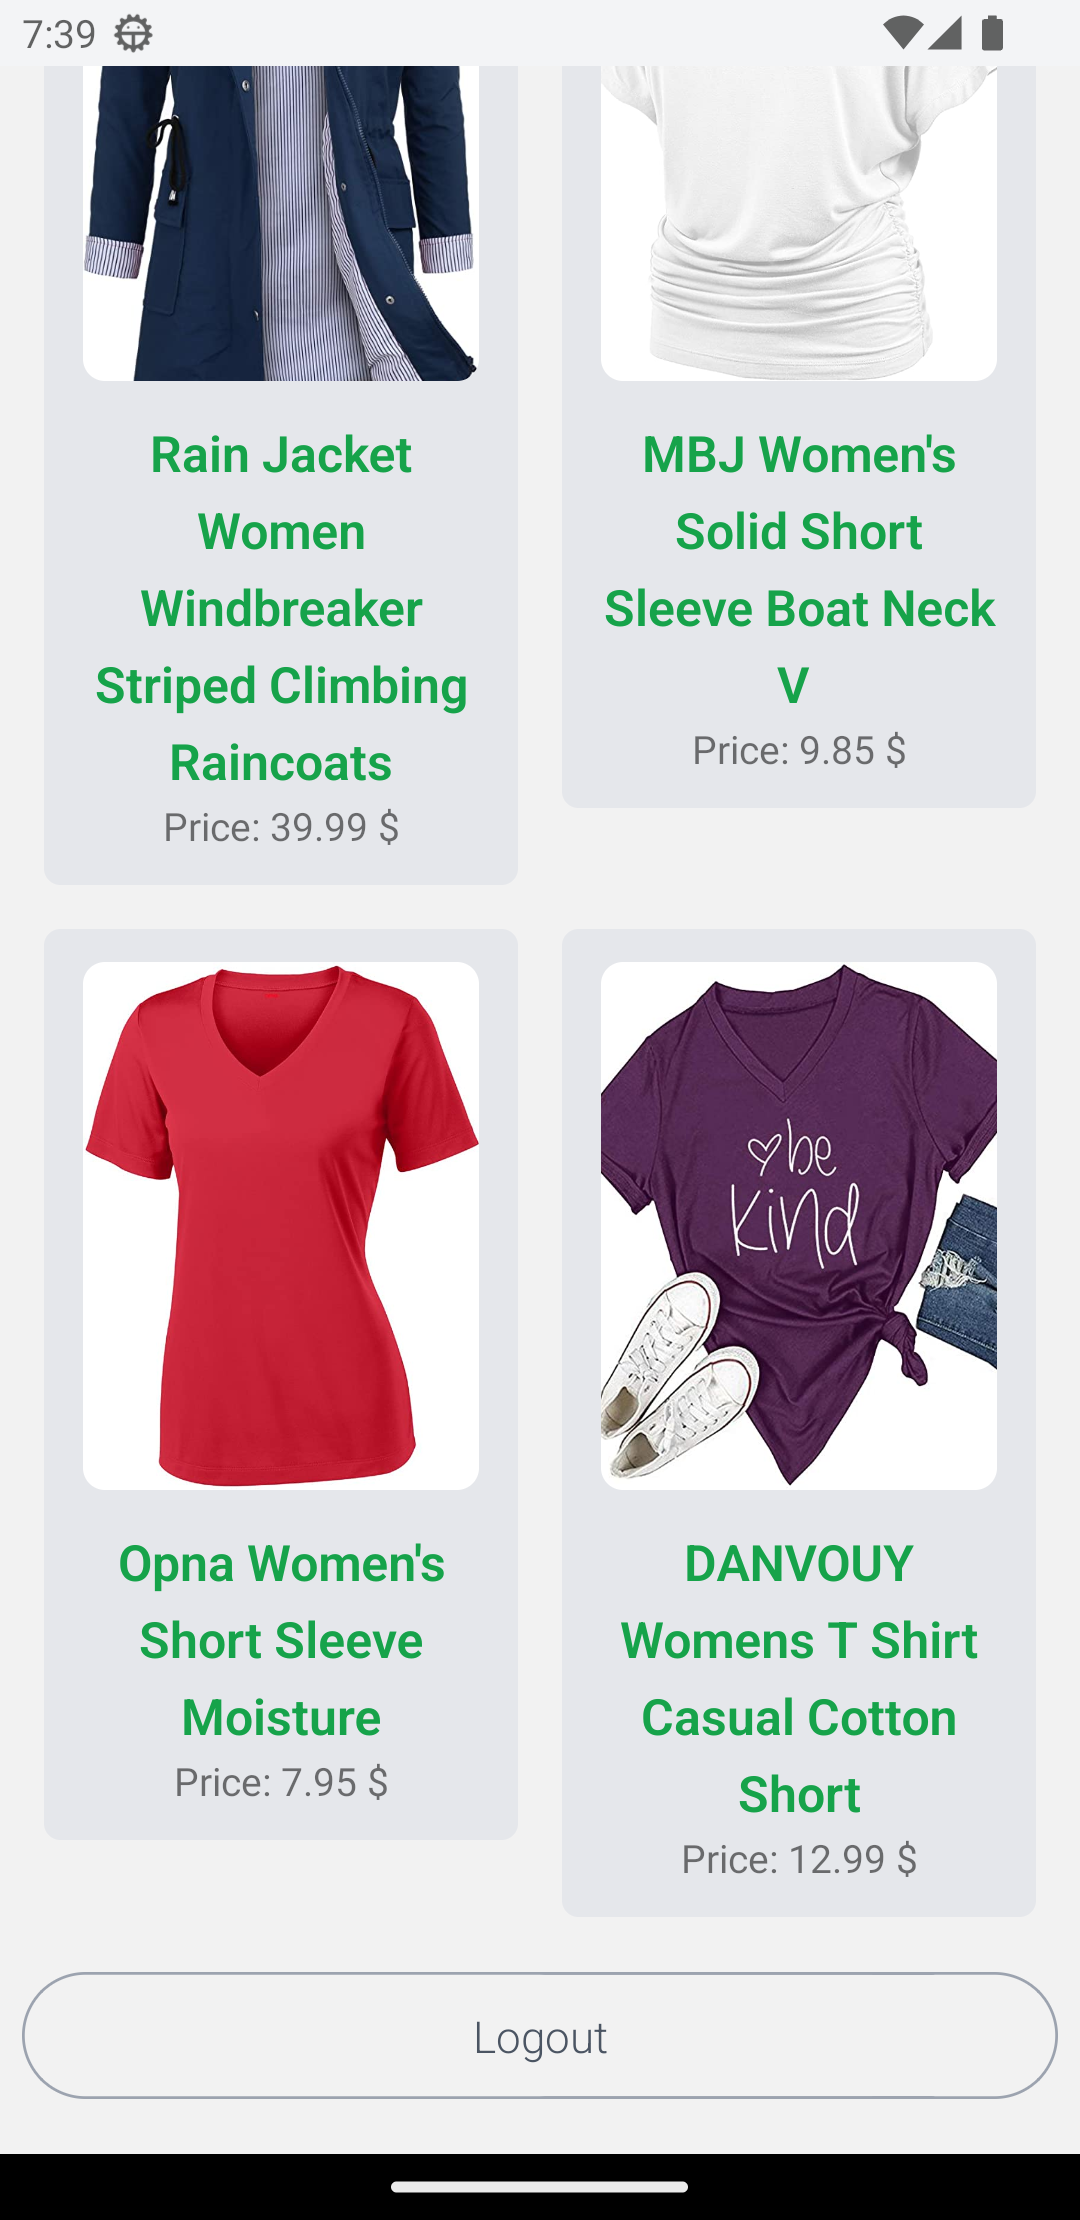 7:39
Rain Jacket
Women
Windbreaker
Striped Climbing
Raincoats
Price: 39.99 $
MBJ Women's
Solid Short
Sleeve Boat Neck
V
Price: 9.85 $
be
kind
Opna Women's
Short Sleeve
Moisture
Price: 7.95 $
DANVOUY
Womens T Shirt
Casual Cotton
Short
Price: 12.99 $
Logout